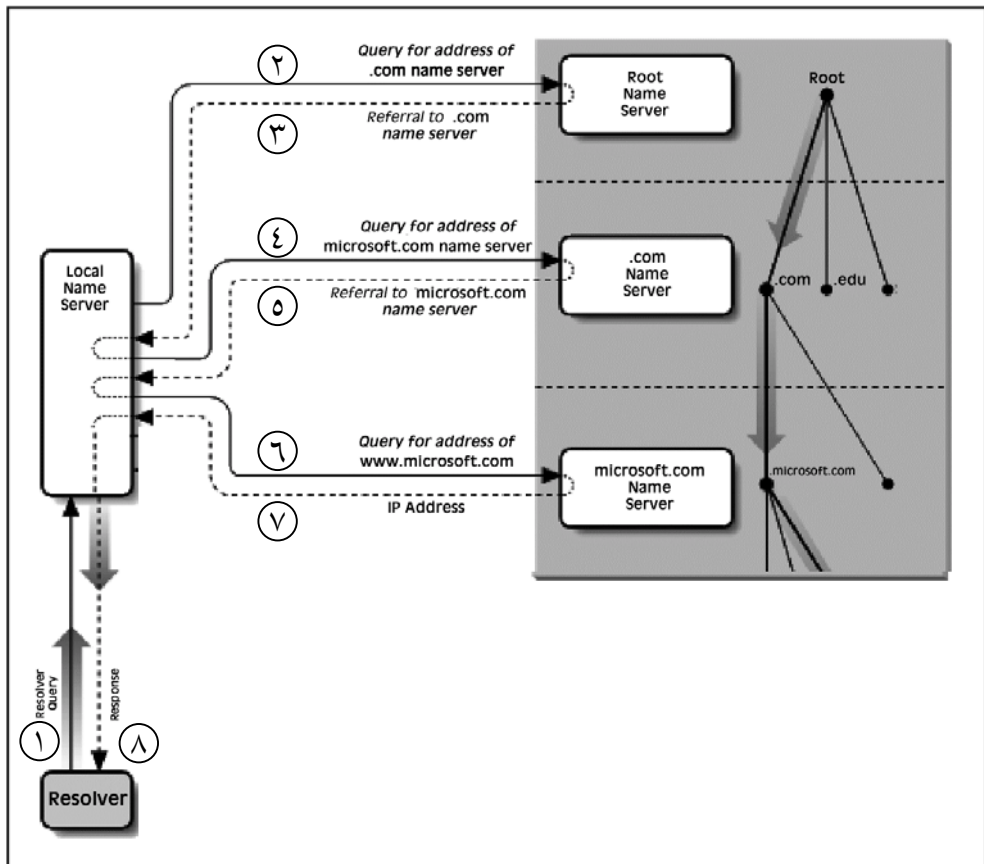 ٢
Query for address of
.com name server
٣
Referral to .com
name server
Root
Name
Server
Root
٤
Query for address of
microsoft.com name server
٥
Referral to microsoft.com
name server
.com
Name
Server
.com
.edu
Local
Name
Server
٦
Query for address of
www.microsoft.com
٧
IP Address
microsoft.com
Name
Server
.microsoft.com
Resolver
Query
Response
١
٨
Resolver